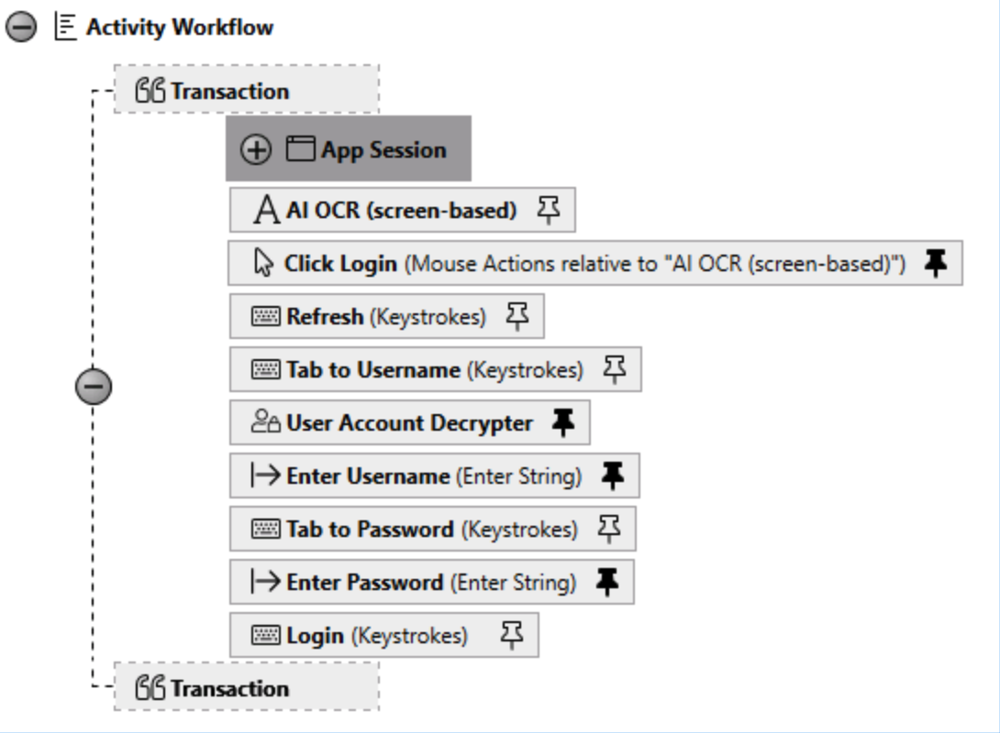 Activity Workflow
Transaction
App Session
AI OCR (screen-based)
Click Login (Mouse Actions relative to "AI OCR (screen-based)")
Refresh (Keystrokes)
Tab to Username (Keystrokes)
User Account Decrypter
Enter Username (Enter String)
Tab to Password (Keystrokes)
Enter Password (Enter String)
Login (Keystrokes)
Transaction